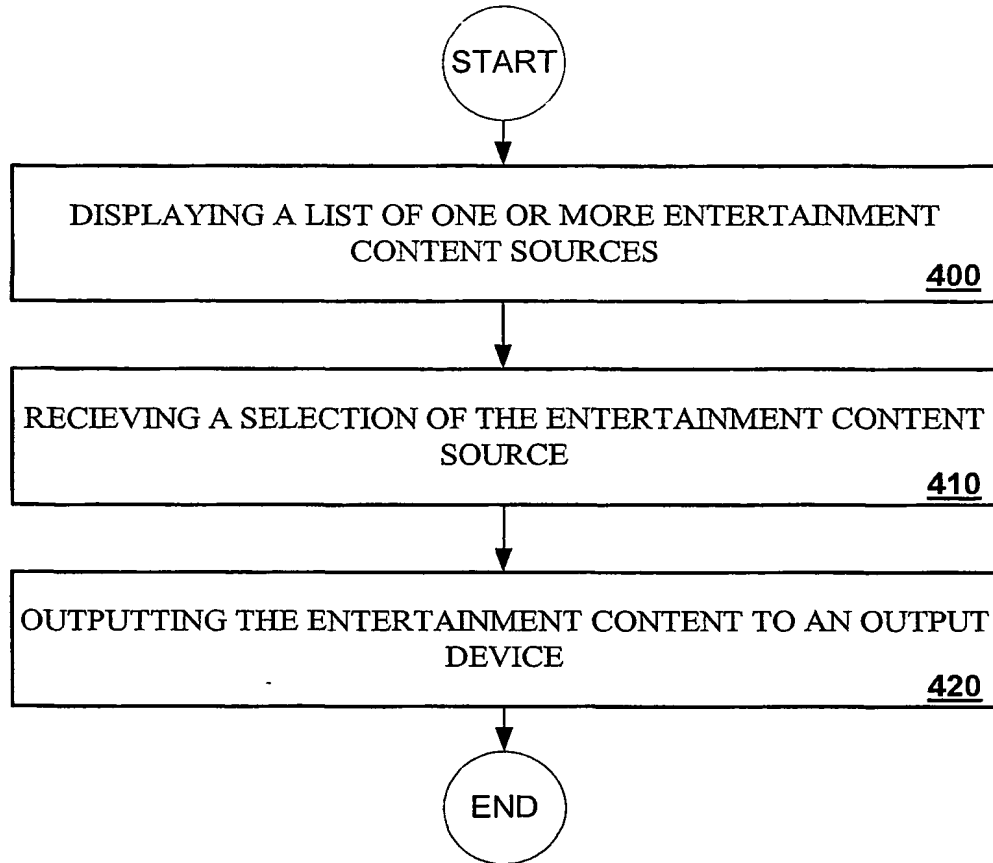 START
DISPLAYING A LIST OF ONE OR MORE ENTERTAINMENT
CONTENT SOURCES
400
RECIEVING A SELECTION OF THE ENTERTAINMENT CONTENT
SOURCE
410
OUTPUTTING THE ENTERTAINMENT CONTENT TO AN OUTPUT
DEVICE
420
END